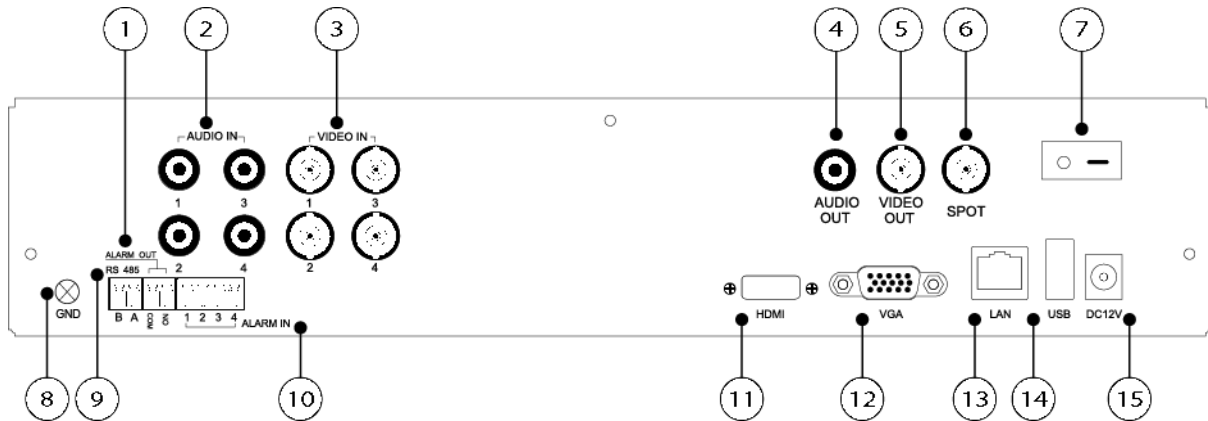 1 2 3 4 5 6 7
AUDIO IN VIDEO IN
1 3 1 3
AUDIO OUT VIDEO OUT SPOT
2 4 2 4
ALARM OUT
RS 485
GND
B A COM NO 1 2 3 4 ALARM IN
HDMI VGA LAN USB DC12V
8 9 10 11 12 13 14 15